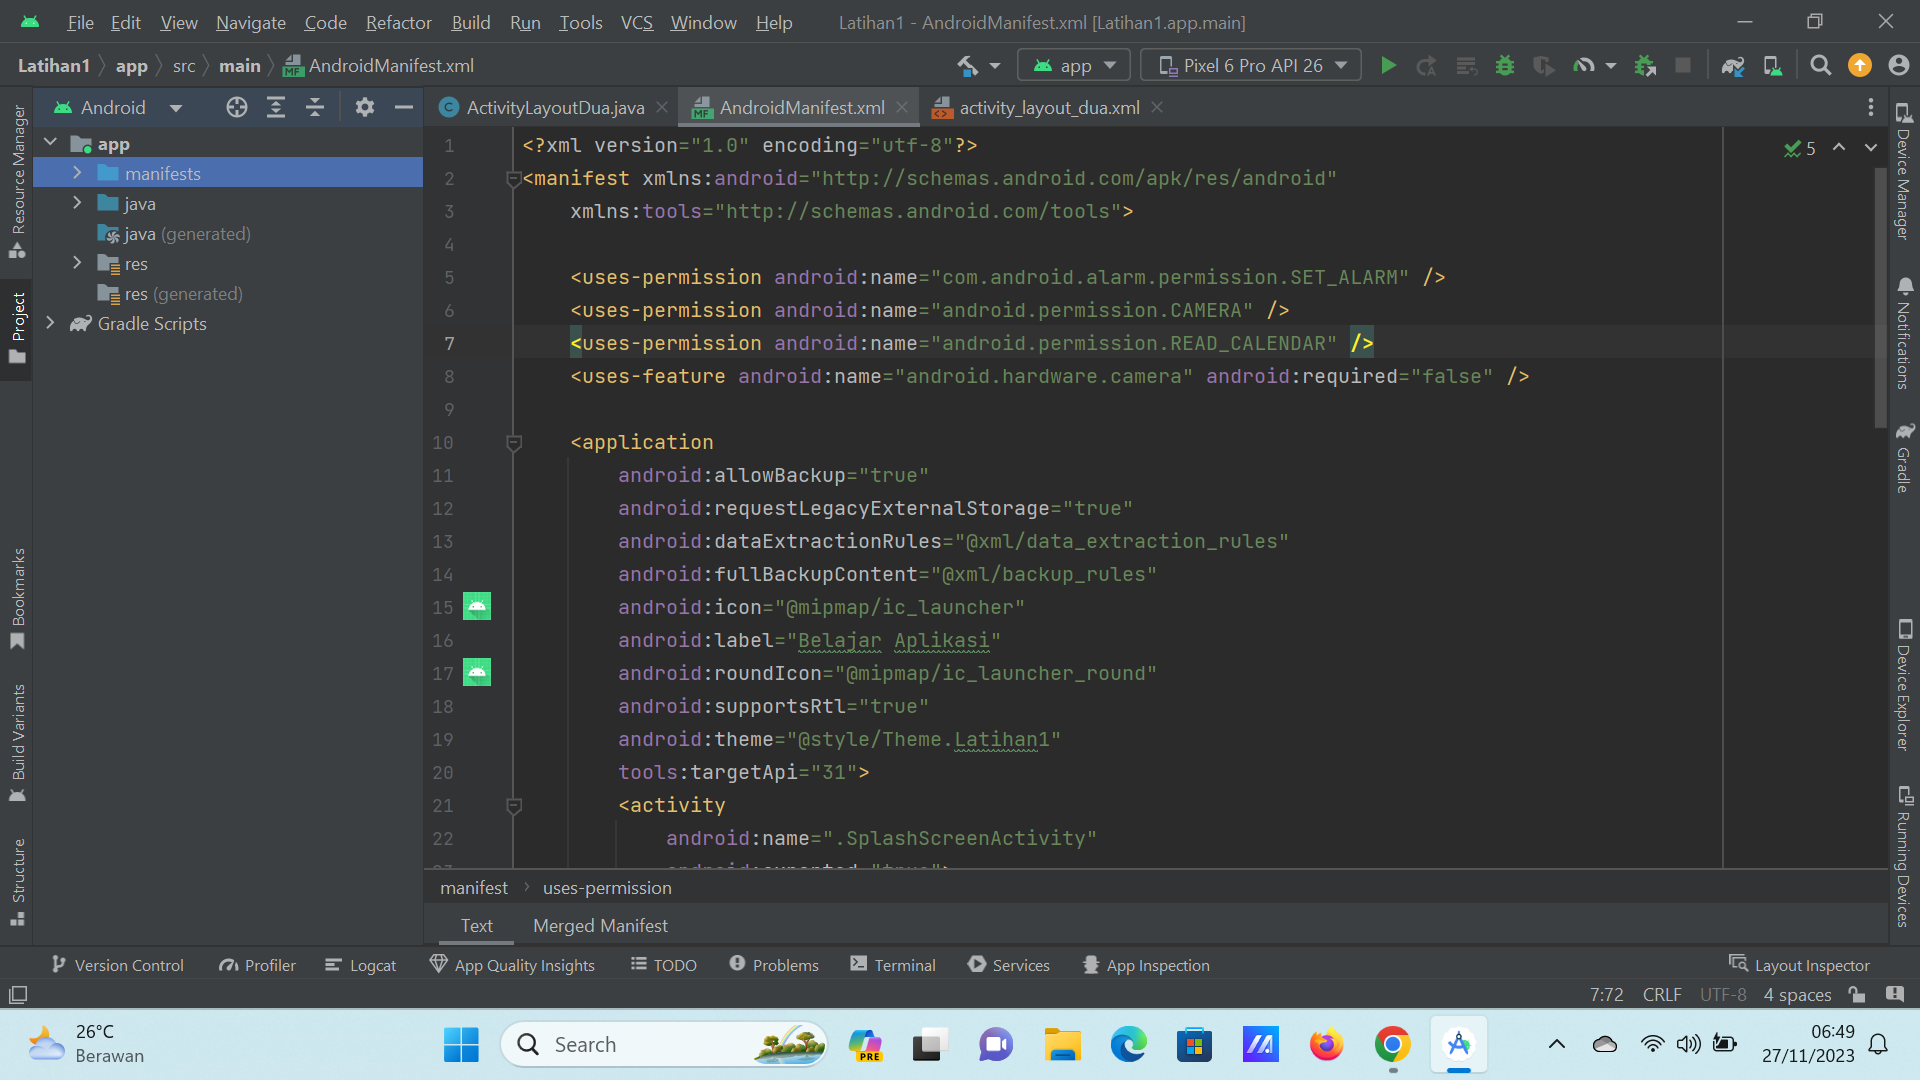 File Edit View Navigate Code Refactor Build Run Tools VCS Window Help Latihan1 - AndroidManifest.xml [Latihan1.app.main]
Latihan1 app src main AndroidManifest.xml app Pixel 6 Pro API 26
Android ActivityLayoutDua.java AndroidManifest.xml activity_layout_dua.xml
Resource Manager
Project
Bookmarks
Build Variants
Structure
app
manifests
java
java (generated)
res
res (generated)
Gradle Scripts
1 <?xml version="1.0" encoding="utf-8"?>
2 <manifest xmlns:android="http://schemas.android.com/apk/res/android"
3 xmlns:tools="http://schemas.android.com/tools">
4
5 <uses-permission android:name="com.android.alarm.permission.SET_ALARM" />
6 <uses-permission android:name="android.permission.CAMERA" />
7 <uses-permission android:name="android.permission.READ_CALENDAR" />
8 <uses-feature android:name="android.hardware.camera" android:required="false" />
9
10 <application
11 android:allowBackup="true"
12 android:requestLegacyExternalStorage="true"
13 android:dataExtractionRules="@xml/data_extraction_rules"
14 android:fullBackupContent="@xml/backup_rules"
15 android:icon="@mipmap/ic_launcher"
16 android:label="Belajar Aplikasi"
17 android:roundIcon="@mipmap/ic_launcher_round"
18 android:supportsRtl="true"
19 android:theme="@style/Theme.Latihan1"
20 tools:targetApi="31">
21 <activity
22 android:name=".SplashScreenActivity"
5
Device Manager
Notifications
Gradle
Device Explorer
Running Devices
manifest uses-permission
Text Merged Manifest
Version Control Profiler Logcat App Quality Insights TODO Problems Terminal Services App Inspection Layout Inspector
7:72 CRLF UTF-8 4 spaces
26°C
Berawan
Search
PRE
06:49
27/11/2023